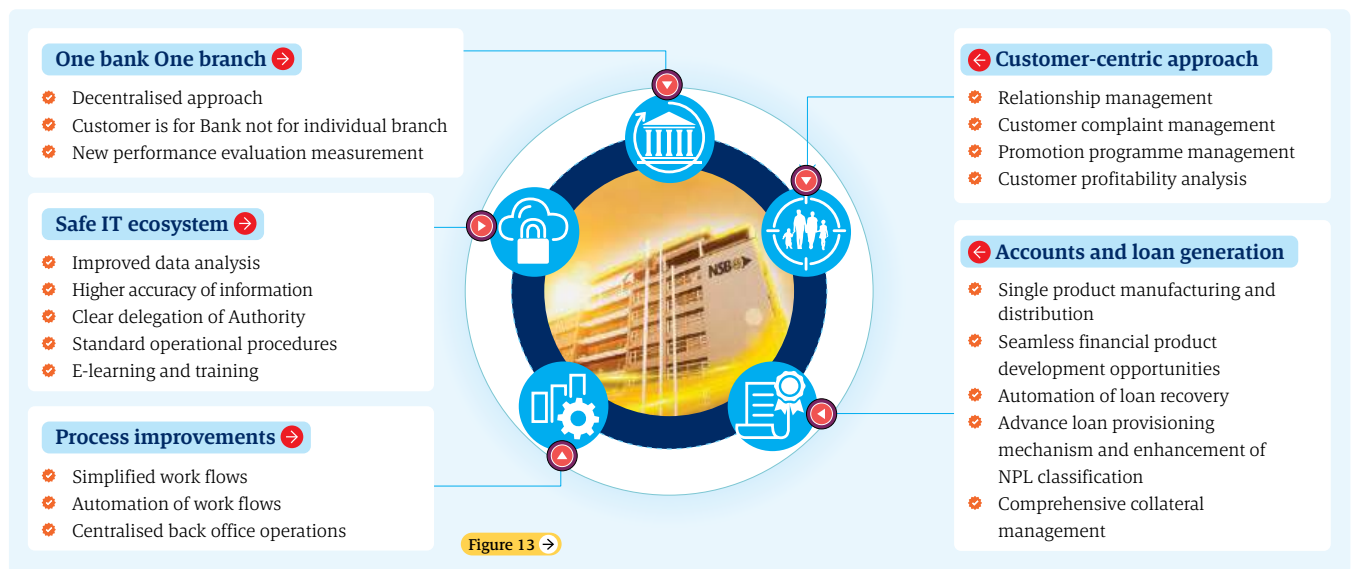 One bank One branch
Decentralised approach
Customer is for Bank not for individual branch
New performance evaluation measurement
Safe IT ecosystem
Improved data analysis
Higher accuracy of information
Clear delegation of Authority
Standard operational procedures
E-learning and training
Process improvements
Simplified work flows
Automation of work flows
Centralised back office operations
NSB
Figure 13
Customer-centric approach
Relationship management
Customer complaint management
Promotion programme management
Customer profitability analysis
Accounts and loan generation
Single product manufacturing and
distribution
Seamless financial product
development opportunities
Automation of loan recovery
Advance loan provisioning
mechanism and enhancement of
NPL classification
Comprehensive collateral
management